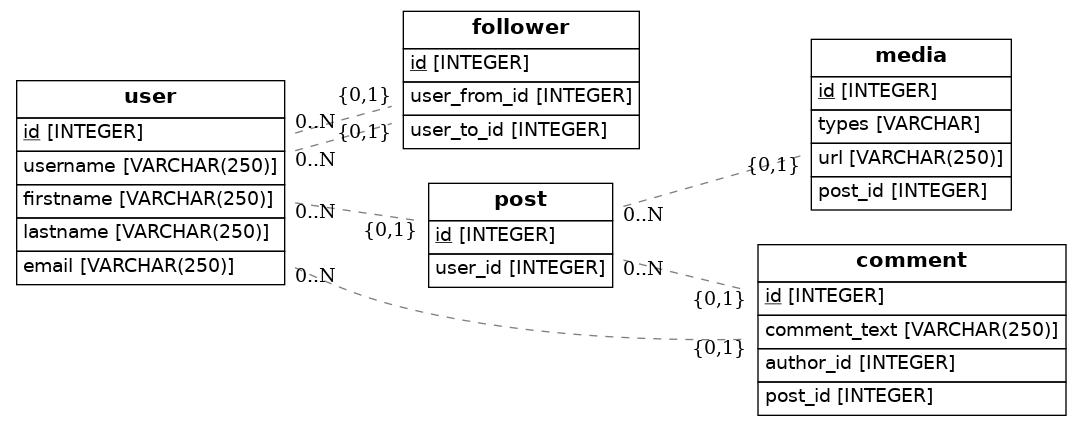 user
id [INTEGER]
username [VARCHAR(250)]
firstname [VARCHAR(250)]
lastname [VARCHAR(250)]
email [VARCHAR(250)]
follower
id [INTEGER]
user_from_id [INTEGER]
user_to_id [INTEGER]
{0,1}
0..N
{0,1}
0..N
post
id [INTEGER]
user_id [INTEGER]
0..N
{0,1}
media
id [INTEGER]
types [VARCHAR]
url [VARCHAR(250)]
post_id [INTEGER]
{0,1}
0..N
comment
id [INTEGER]
comment_text [VARCHAR(250)]
author_id [INTEGER]
post_id [INTEGER]
0..N
{0,1}
0..N
{0,1}